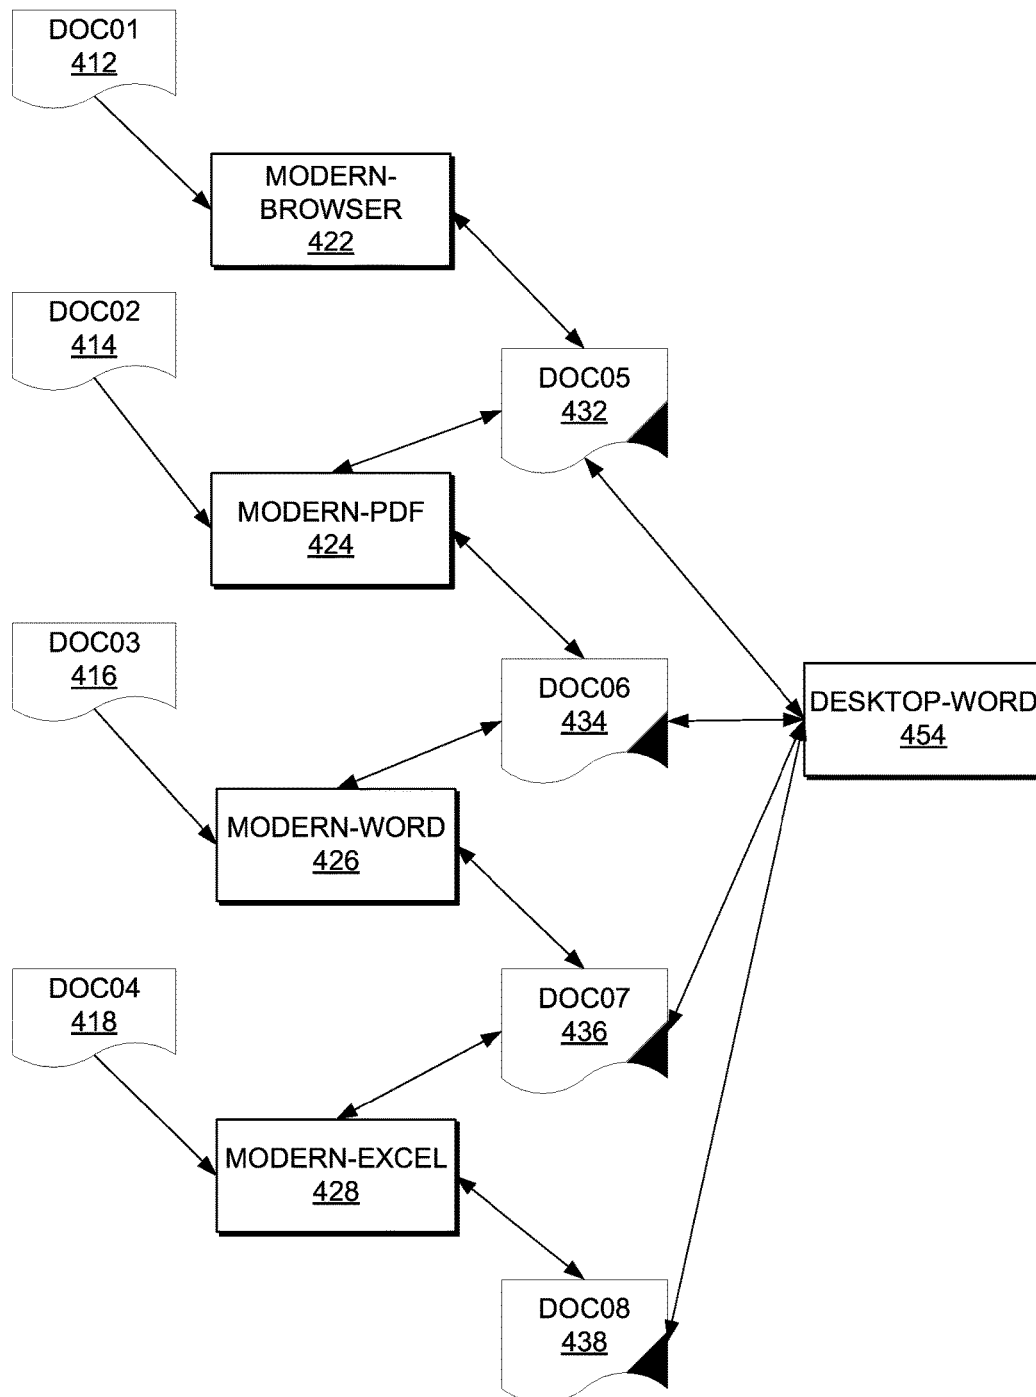 DOC01
412
MODERN-
BROWSER
422
DOC02
414
DOC05
432
MODERN-PDF
424
DOC03
416
DOC06
434
DESKTOP-WORD
454
MODERN-WORD
426
DOC04
418
DOC07
436
MODERN-EXCEL
428
DOC08
438